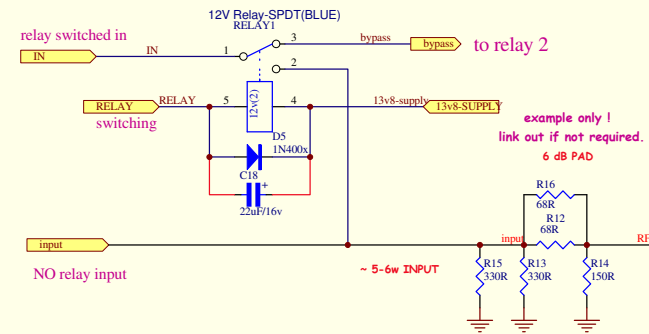 12V Relay-SPDT(BLUE)
RELAY1
relay switched in
IN
IN
1
3
bypass
bypass
to relay 2
2
RELAY
RELAY
5
12v(2)
4
13v8-supply
13v8-SUPPLY
switching
D5
1N400x
C18
+
22uF/16v
example only !
link out if not required.
6 dB PAD
R16
68R
R12
68R
input
input
RF
NO relay input
~ 5-6w INPUT
R15
330R
R13
330R
R14
150R